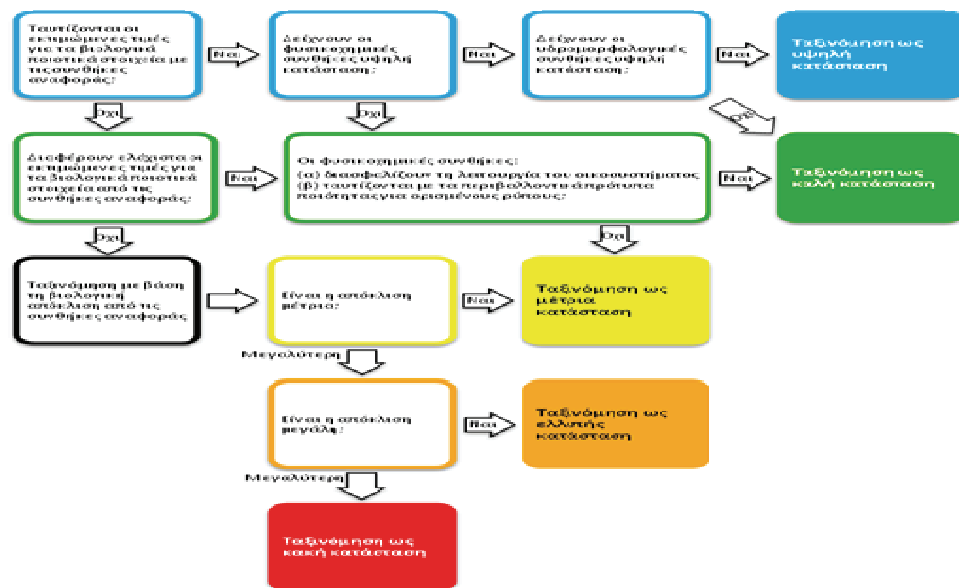 Ταυτίζονται οι
εκτιμώμενες τιμές
για τα βιολογικά
ποιοτικά στοιχεία με
τις συνθήκες
αναφοράς;
Ναι
Δείχνουν οι
φυσικοχημικές
συνθήκες υψηλή
κατάσταση;
Ναι
Δείχνουν οι
υδρομορφολογικές
συνθήκες υψηλή
κατάσταση;
Ναι
Ταξινόμηση ως
υψηλή
κατάσταση
Όχι
Όχι
Διαφέρουν ελάχιστα οι
εκτιμώμενες τιμές για
τα βιολογικά ποιοτικά
στοιχεία από τις
συνθήκες αναφοράς;
Ναι
Οι φυσικοχημικές συνθήκες:
(α) διασφαλίζουν τη λειτουργία του οικοσυστήματος
(β) ταυτίζονται με τα περιβαλλοντικά πρότυπα
ποιότητας για ορισμένους ρύπους;
Ναι
Ταξινόμηση ως
καλή κατάσταση
Όχι
Όχι
Ταξινόμηση με βάση
τη βιολογική
απόκλιση από τις
συνθήκες αναφοράς
Είναι η απόκλιση
μέτρια;
Ναι
Ταξινόμηση ως
μέτρια
κατάσταση
Μεγαλύτερη
Είναι η απόκλιση
μεγάλη;
Ναι
Ταξινόμηση ως
ελλιπής
κατάσταση
Μεγαλύτερη
Ταξινόμηση ως
κακή κατάσταση